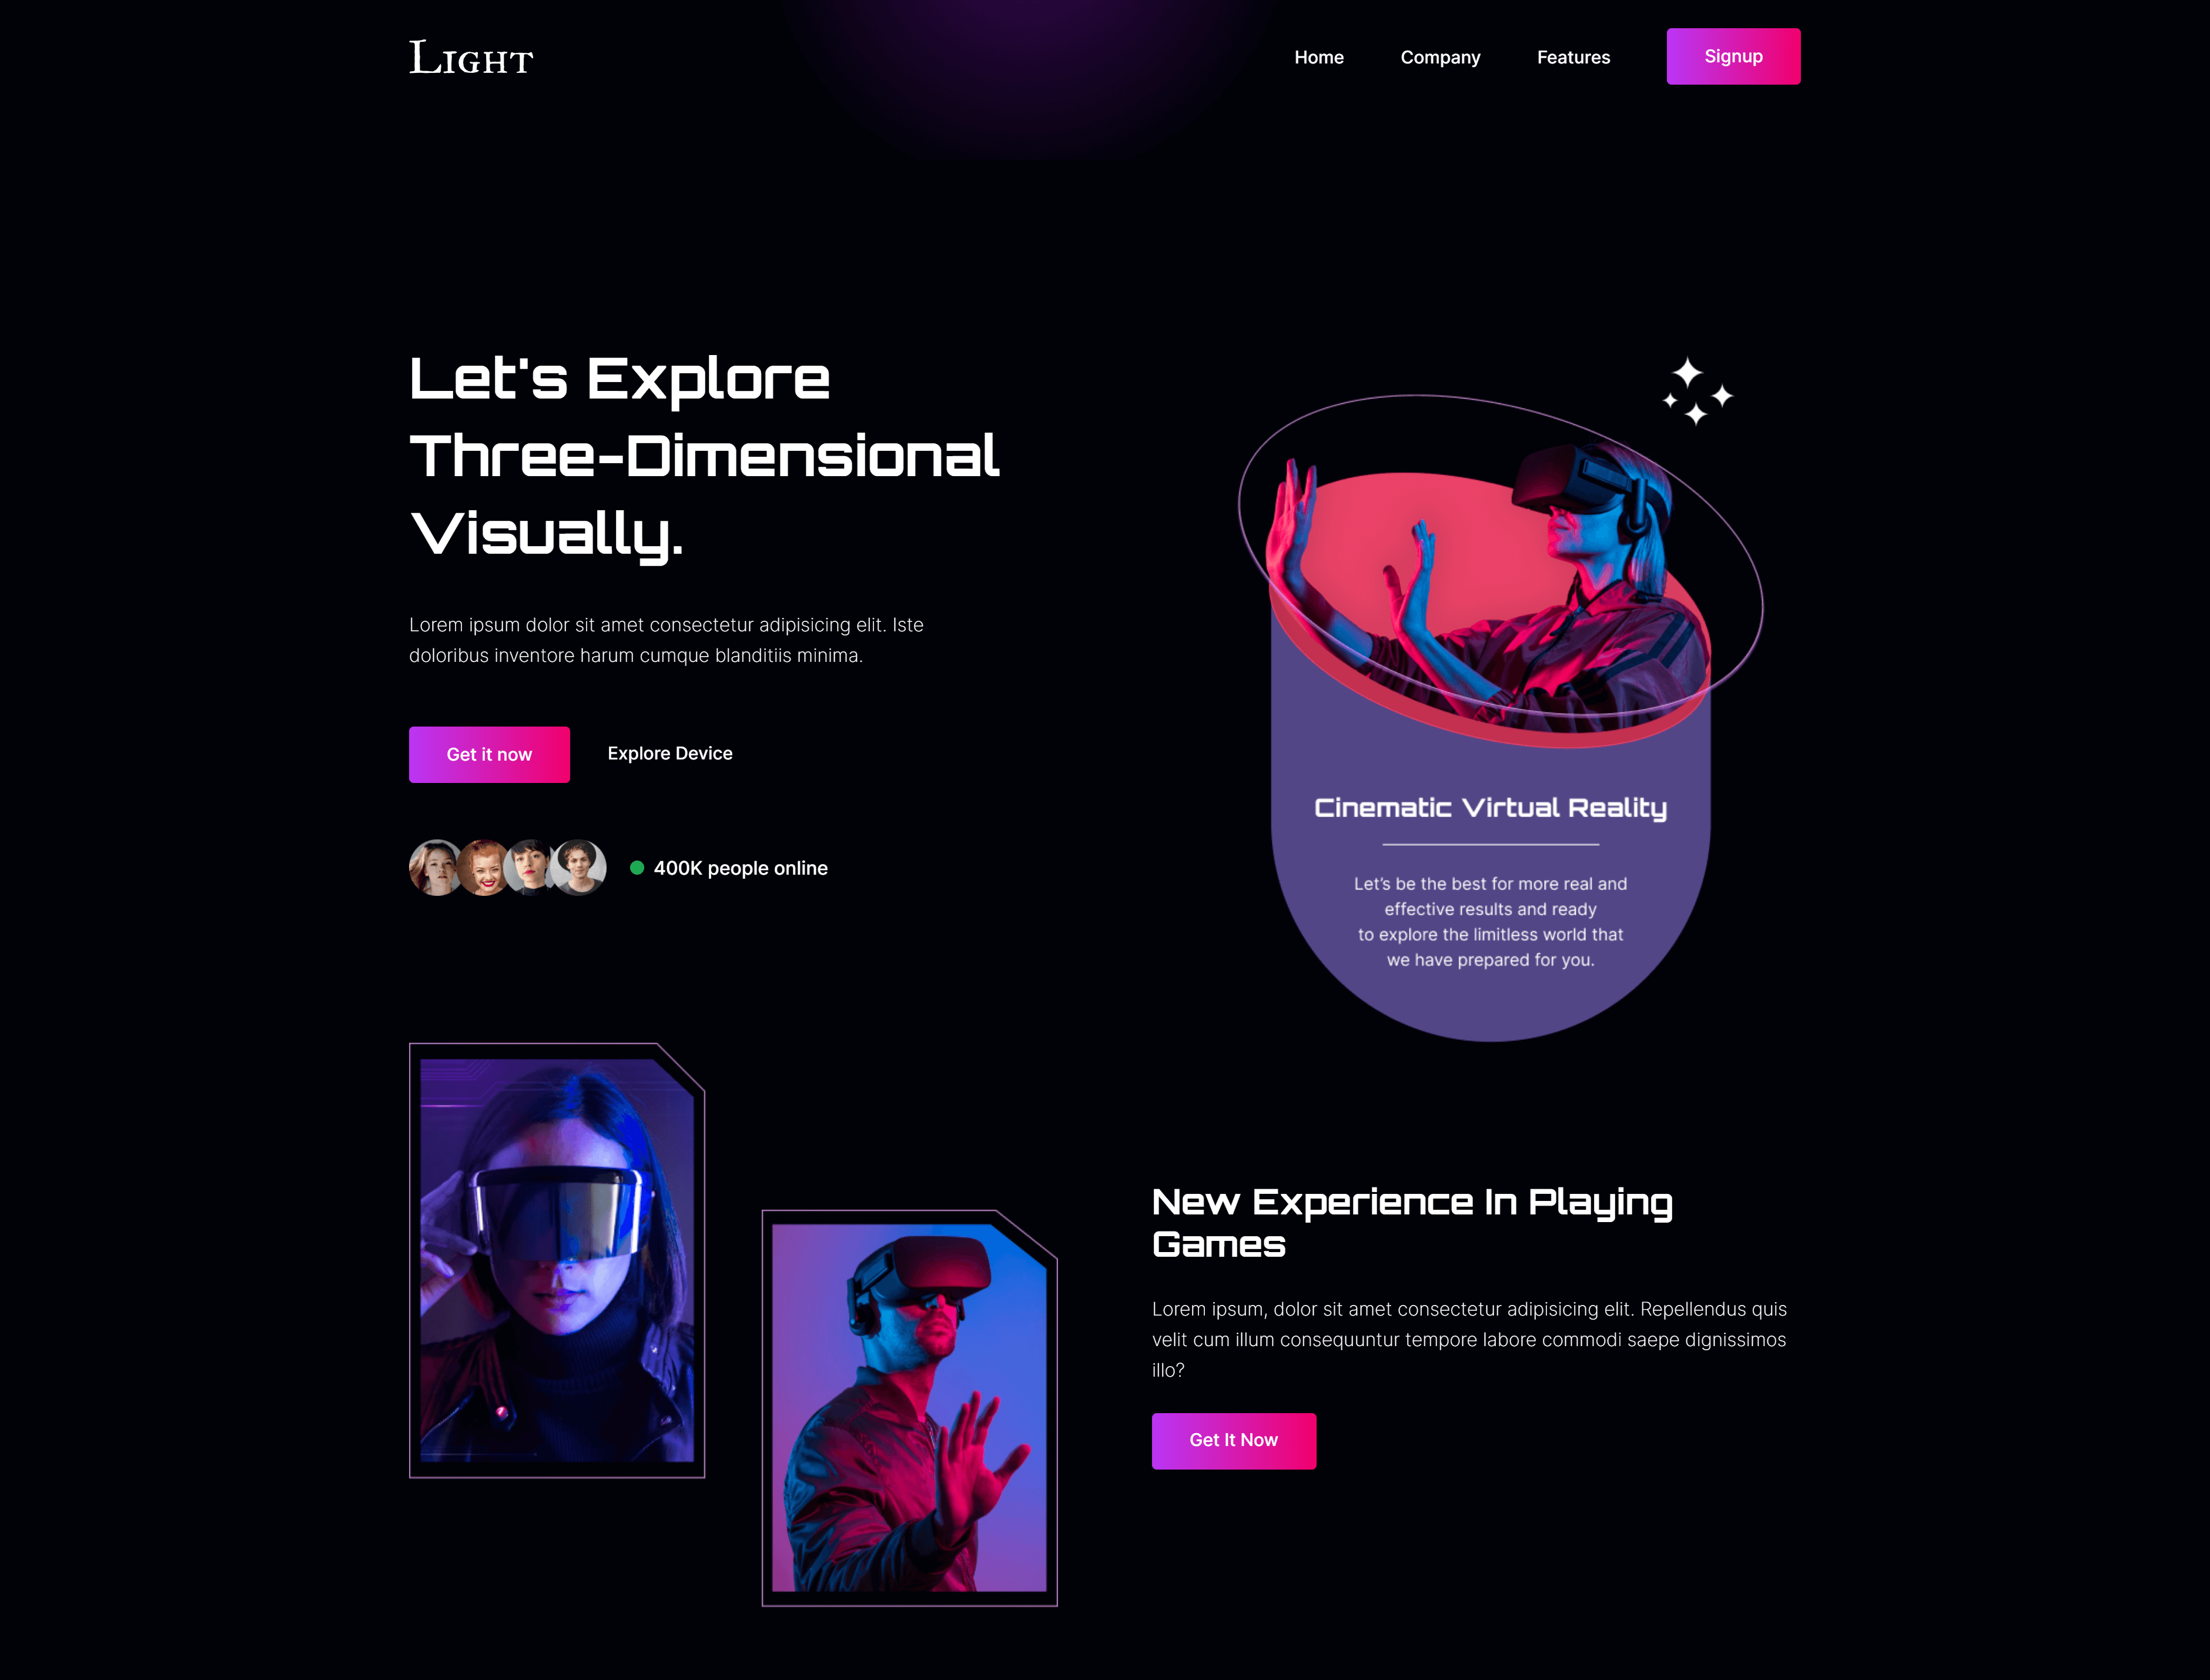 Light
Home
Company
Features
Signup
Let's Explore
Three-Dimensional
Visually.
Lorem ipsum dolor sit amet consectetur adipisicing elit. Iste
doloribus inventore harum cumque blanditiis minima.
Get it now
Explore Device
400K people online
Cinematic Virtual Reality
Let's be the best for more real and
effective results and ready
to explore the limitless world that
we have prepared for you.
New Experience In Playing
Games
Lorem ipsum, dolor sit amet consectetur adipisicing elit. Repellendus quis
velit cum illum consequuntur tempore labore commodi saepe dignissimos
illo?
Get It Now